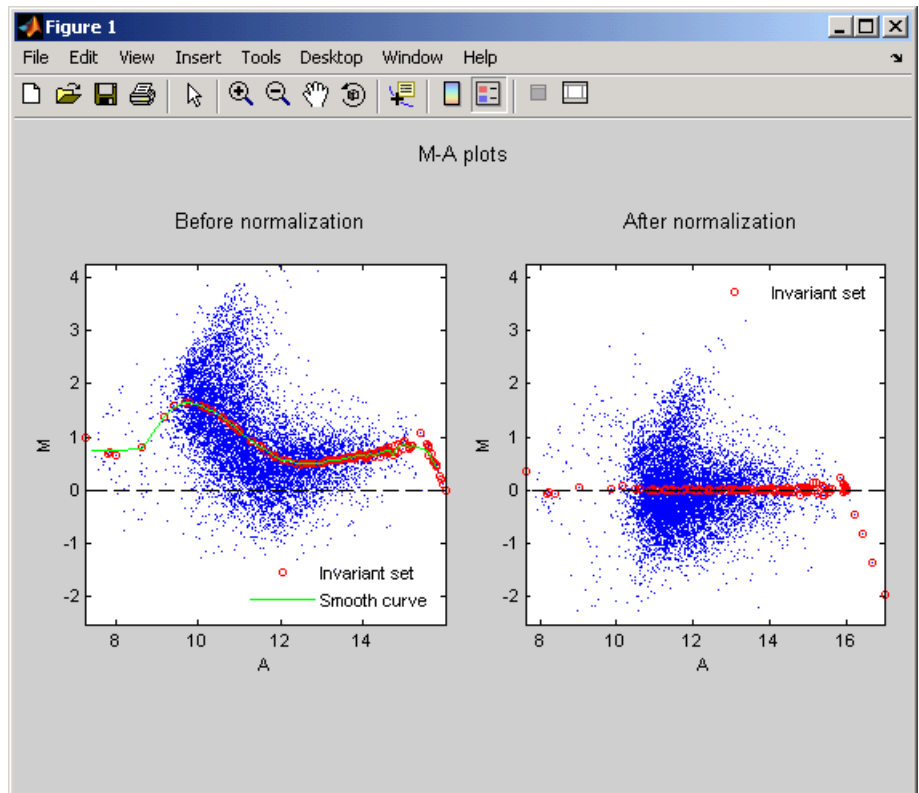 Figure 1
File Edit View Insert Tools Desktop Window Help
M-A plots
Before normalization
After normalization
4
3
2
1
0
-1
-2
M
8 10 12 14
A
Invariant set
Smooth curve
4
3
2
1
0
-1
-2
M
8 10 12 14 16
A
Invariant set